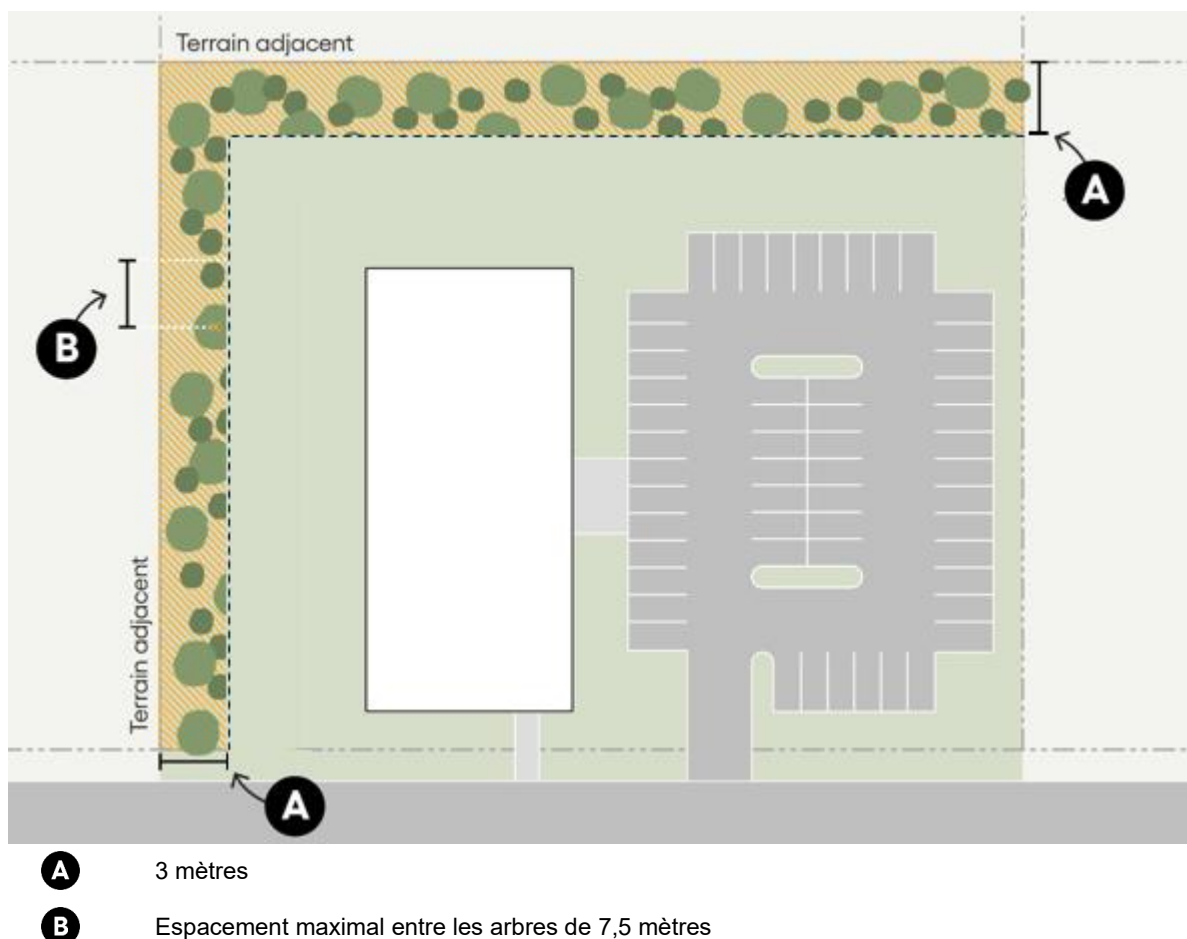 Terrain adjacent
A
B
Terrain adjacent
A
A 3 mètres
B Espacement maximal entre les arbres de 7,5 mètres